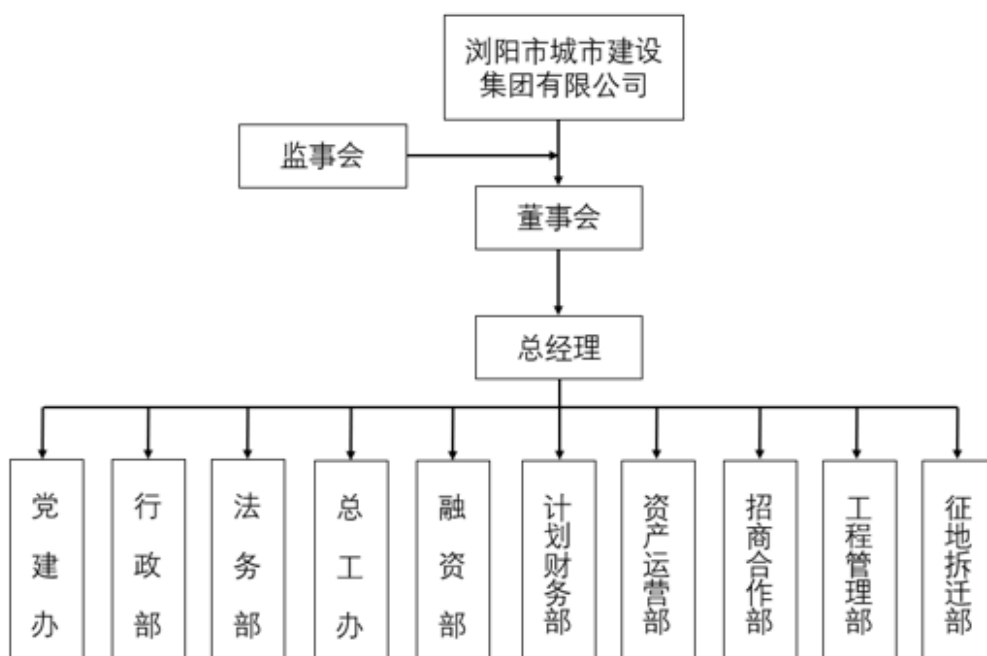 浏阳市城市建设
集团有限公司
监事会
董事会
总经理
党建办
行政部
法务部
总工办
融资部
计划财务部
资产运营部
招商合作部
工程管理部
征地拆迁部